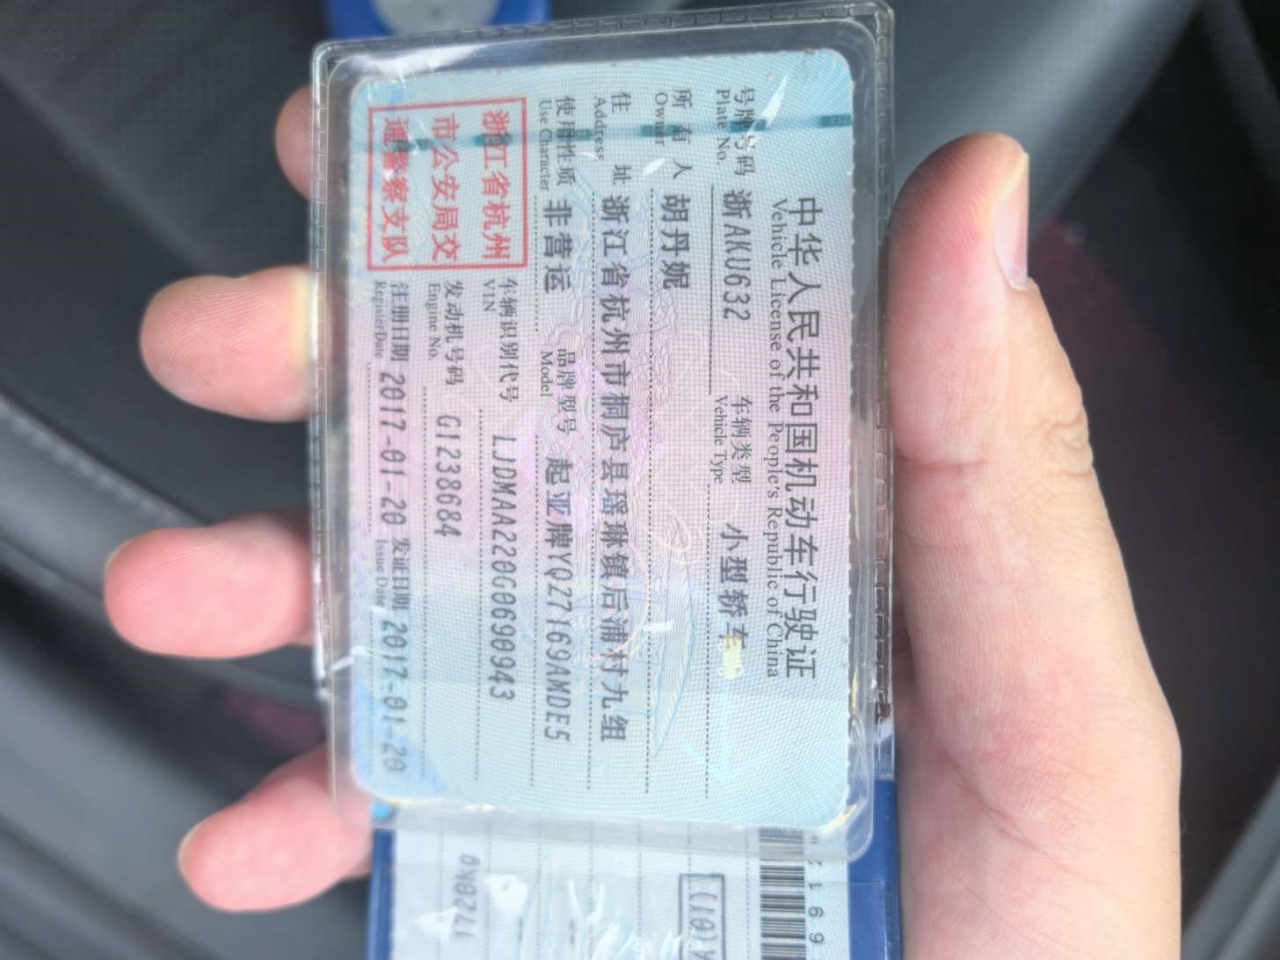 中华人民共和国机动车行驶证
Vehicle License of the People's Republic of China
号牌号码 浙AKU632 车辆类型 小型轿车
Plate No. Vehicle Type
所有人 胡丹妮
Owner
住址 浙江省杭州市桐庐县瑶琳镇后浦村九组
Address
使用性质 非营运 品牌型号 起亚牌YQZ7169AMDE5
Use Character Model
浙江省杭州
市公安局交
通警察支队
车辆识别代号 LJDMAA220G0690943
VIN
发动机号码 G1238684
Engine No.
注册日期 2017-01-20 发证日期 2017-01-20
Register Date Issue Date